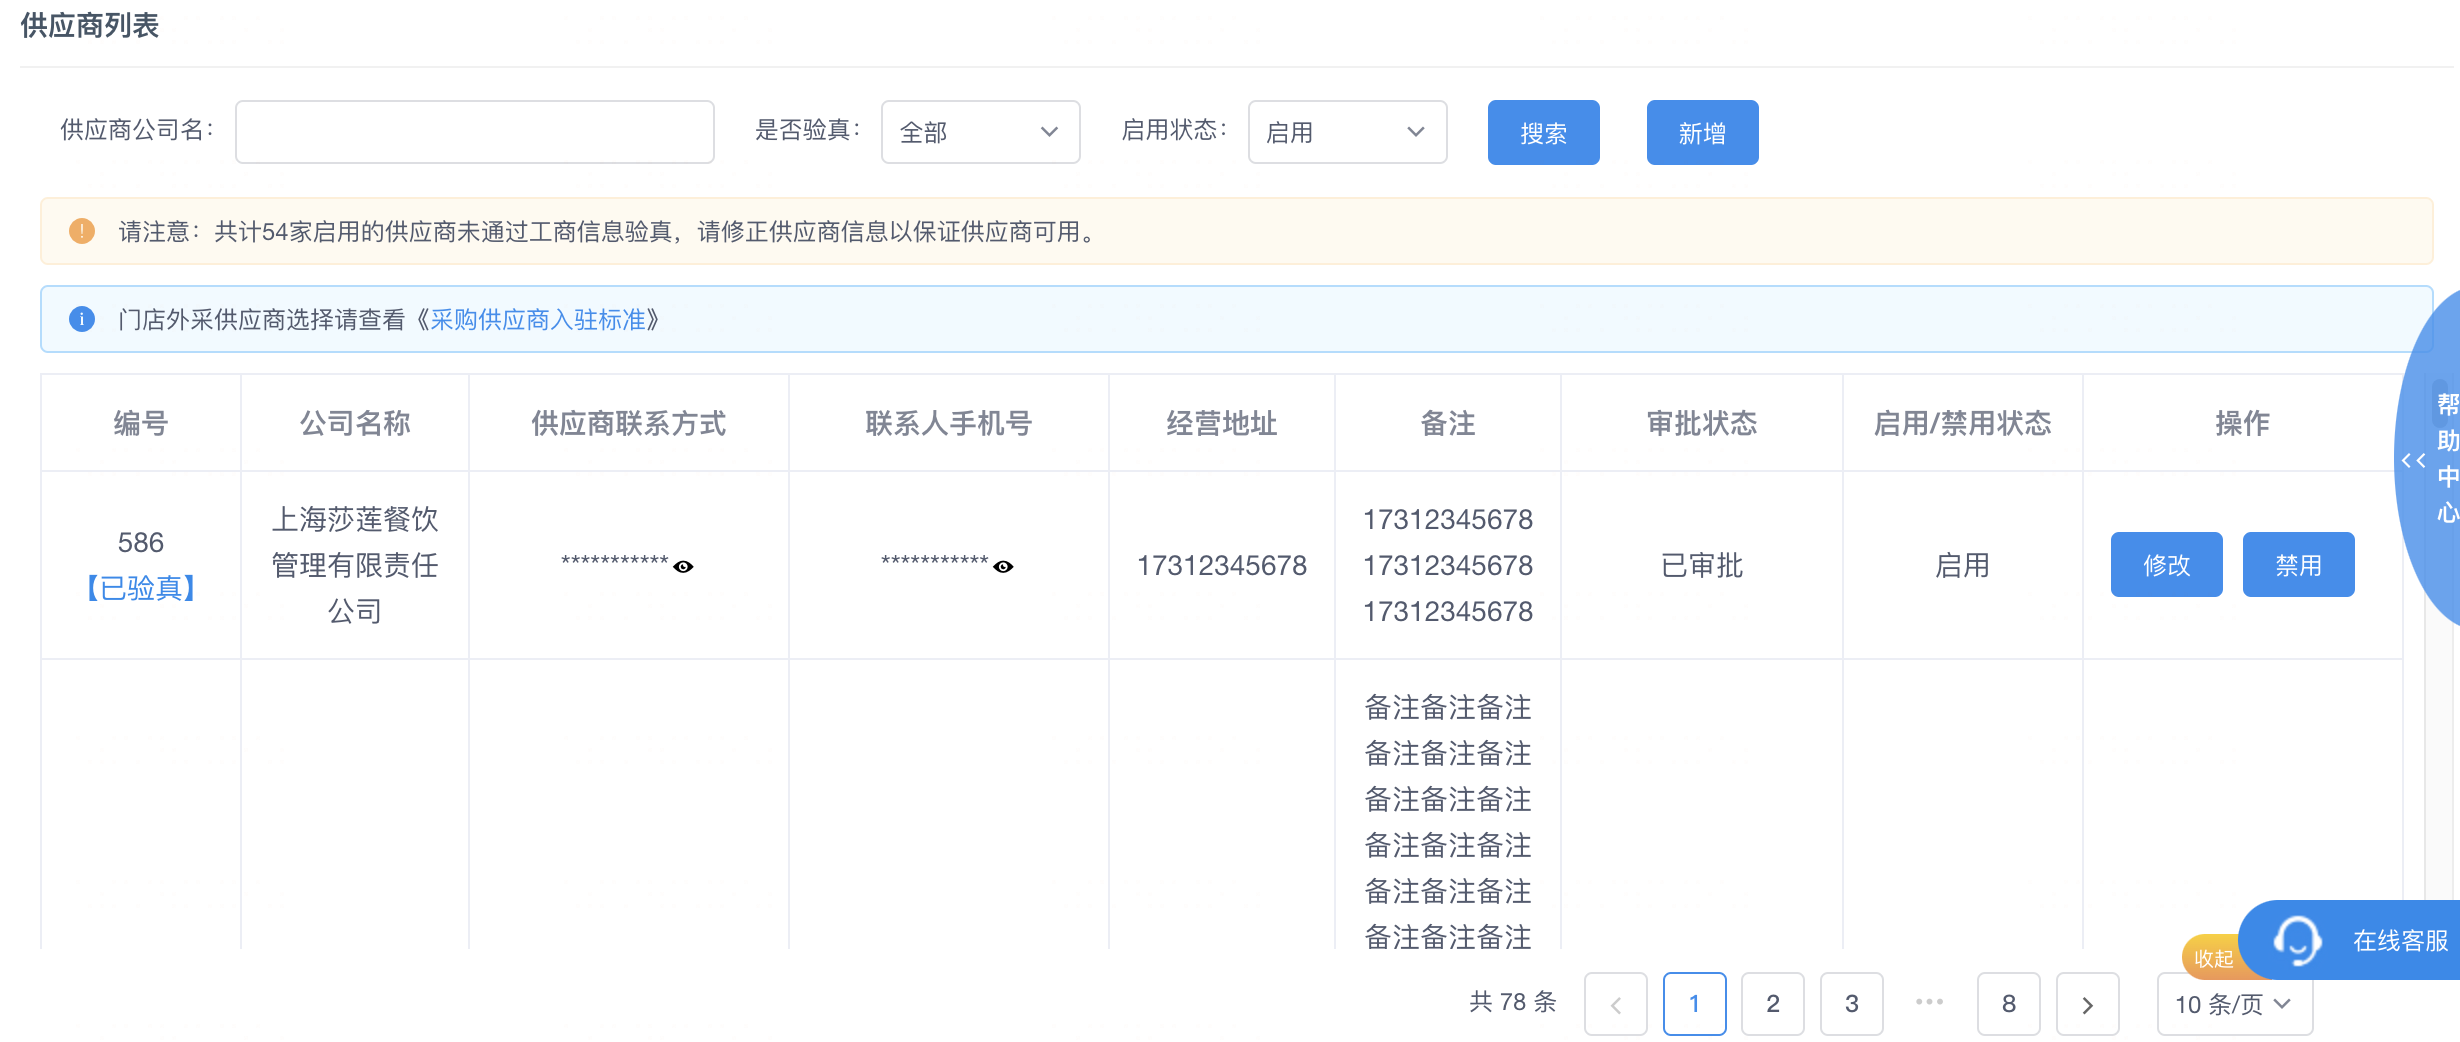 供应商列表
供应商公司名：
是否验真：
全部
启用状态：
启用
搜索
新增
请注意：共计54家启用的供应商未通过工商信息验真，请修正供应商信息以保证供应商可用。
门店外采供应商选择请查看《采购供应商入驻标准》
编号
公司名称
供应商联系方式
联系人手机号
经营地址
备注
审批状态
启用/禁用状态
操作
586
【已验真】
上海莎莲餐饮
管理有限责任
公司
***********
***********
17312345678
17312345678
17312345678
17312345678
已审批
启用
修改
禁用
备注备注备注
备注备注备注
备注备注备注
备注备注备注
备注备注备注
备注备注备注
帮
助
中
心
收起
在线客服
共 78 条
1
2
3
8
10 条/页